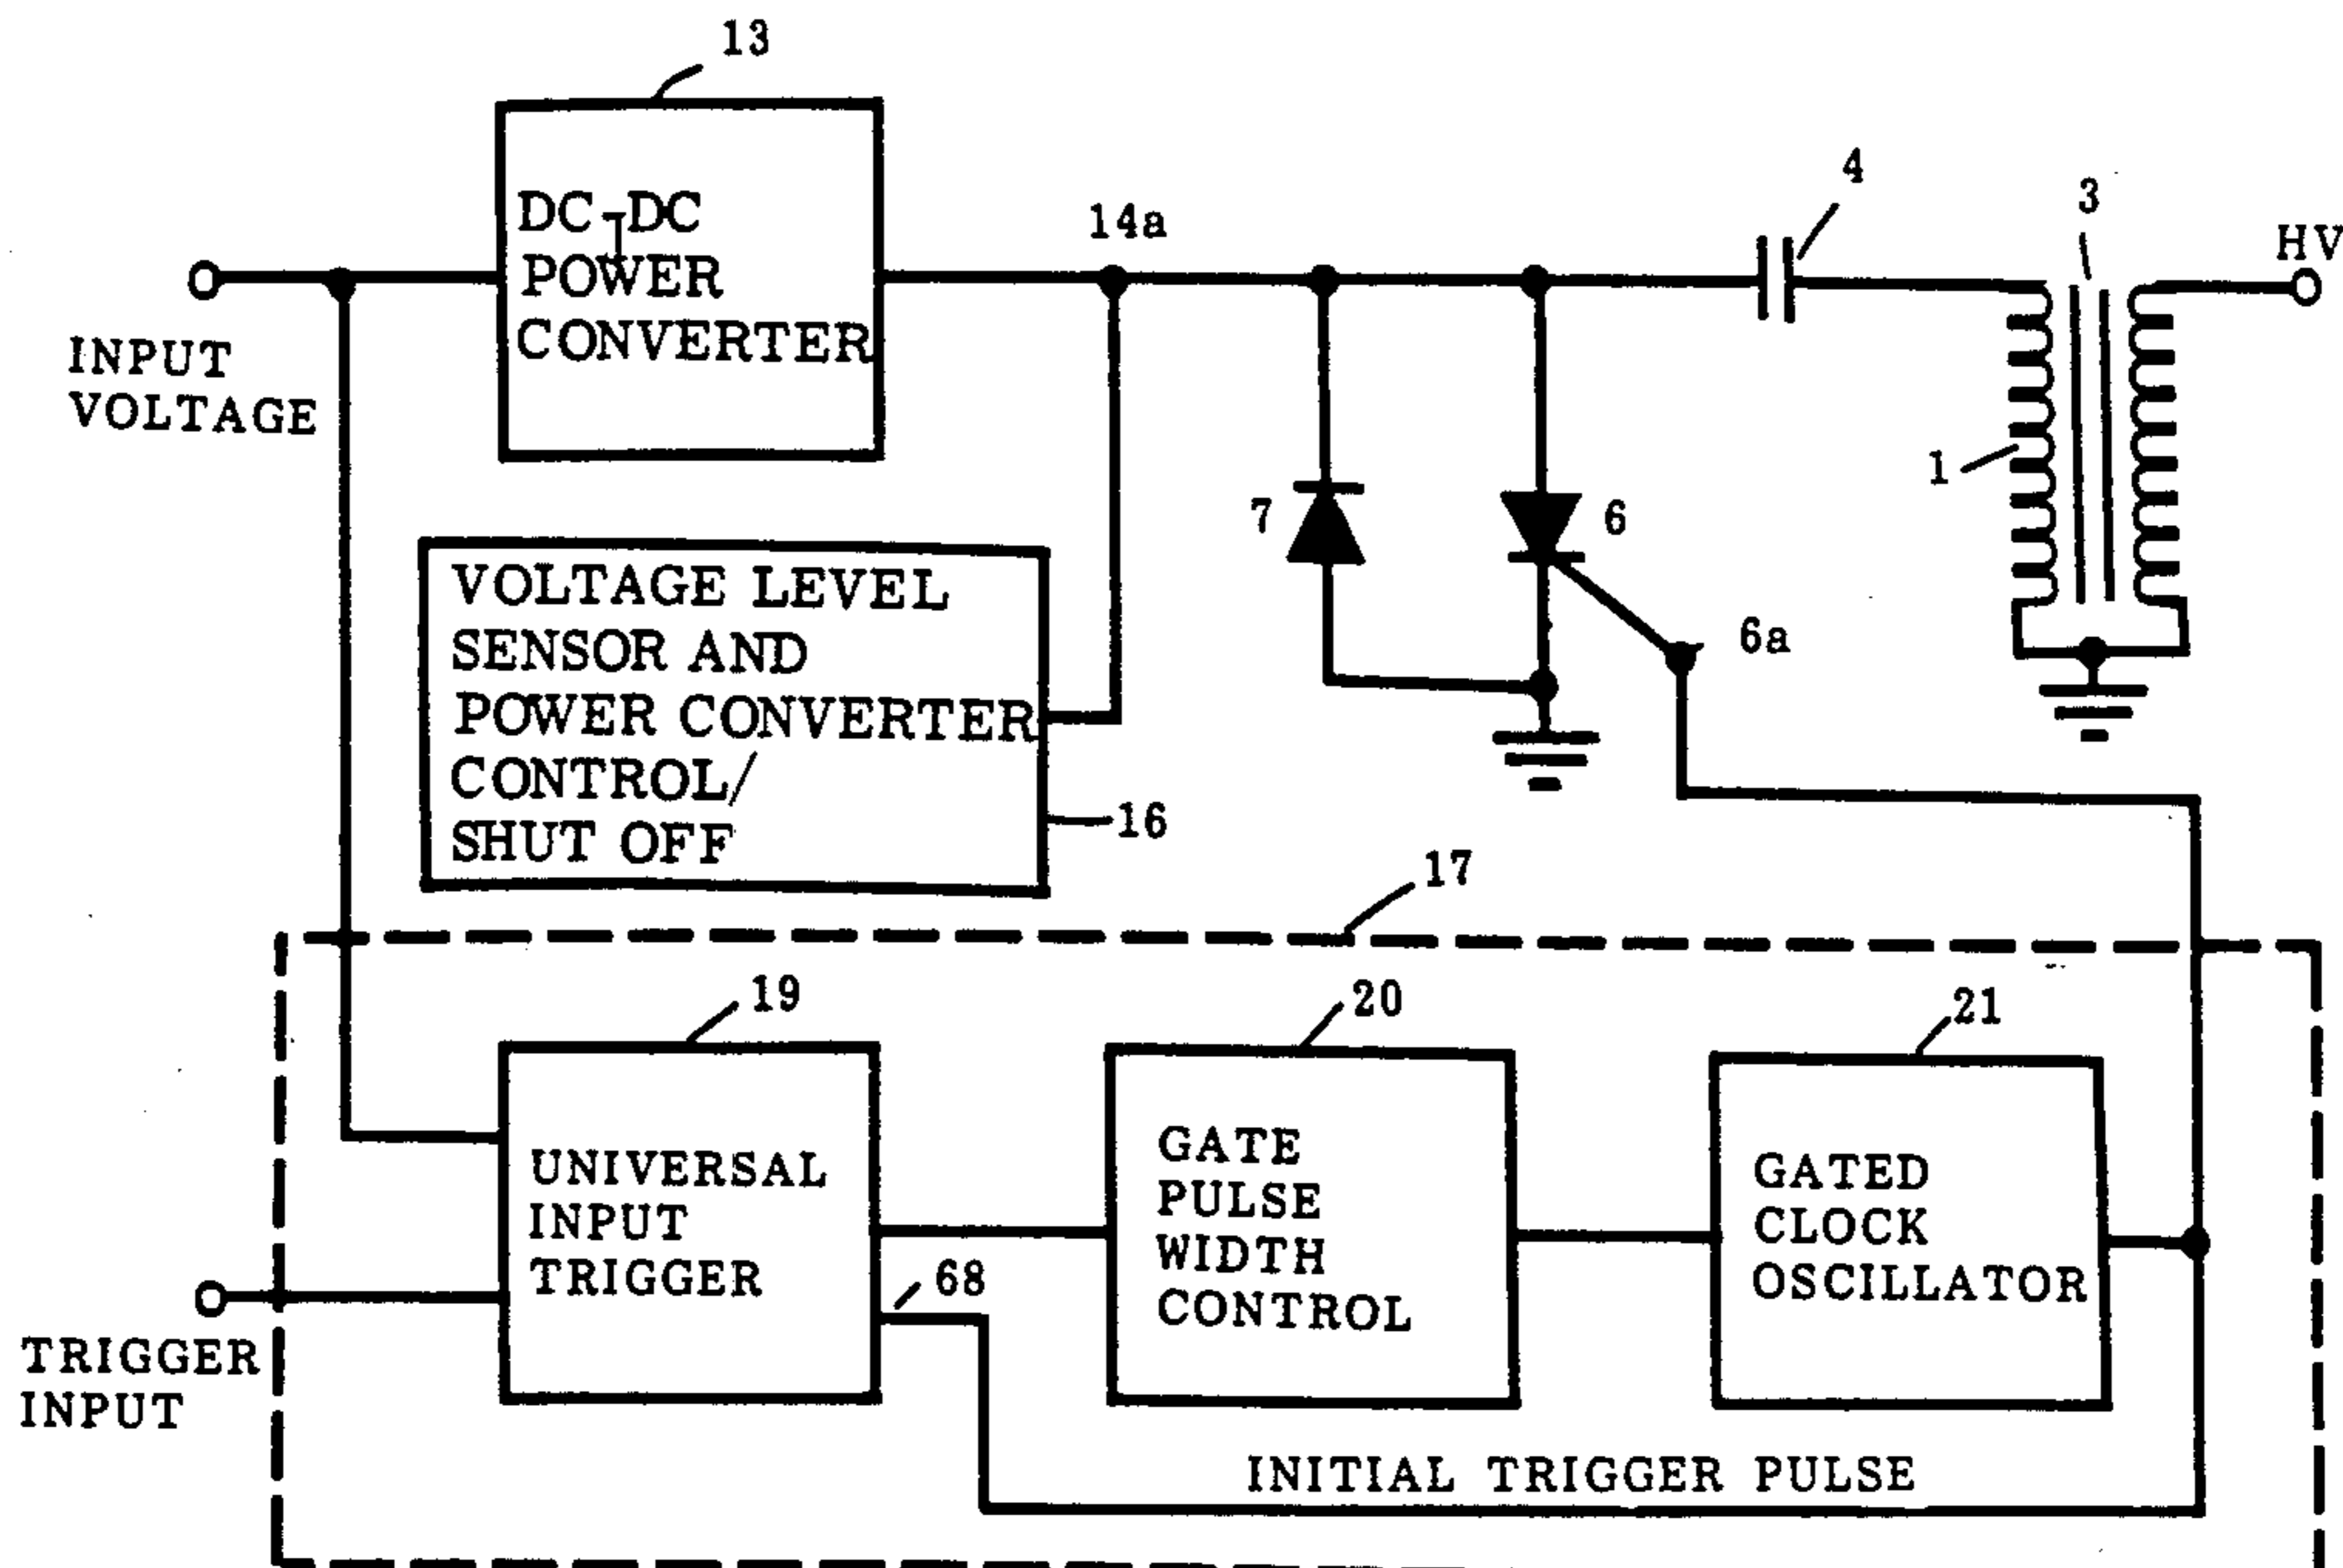 13
DC-DC
POWER
CONVERTER
14a
4
3
HV
INPUT
VOLTAGE
1
7
6
6a
VOLTAGE LEVEL
SENSOR AND
POWER CONVERTER
CONTROL/
SHUT OFF
16
17
19
20
21
UNIVERSAL
INPUT
TRIGGER
68
GATE
PULSE
WIDTH
CONTROL
GATED
CLOCK
OSCILLATOR
TRIGGER
INPUT
INITIAL TRIGGER PULSE